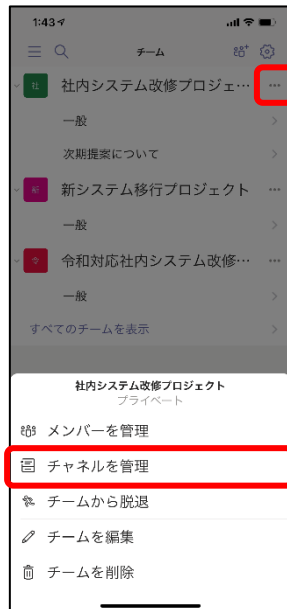 1:43
チーム
社 社内システム改修プロジェ… …
一般
次期提案について
新 新システム移行プロジェクト …
一般
令 令和対応社内システム改修… …
一般
すべてのチームを表示
社内システム改修プロジェクト
プライベート
メンバーを管理
チャネルを管理
チームから脱退
チームを編集
チームを削除